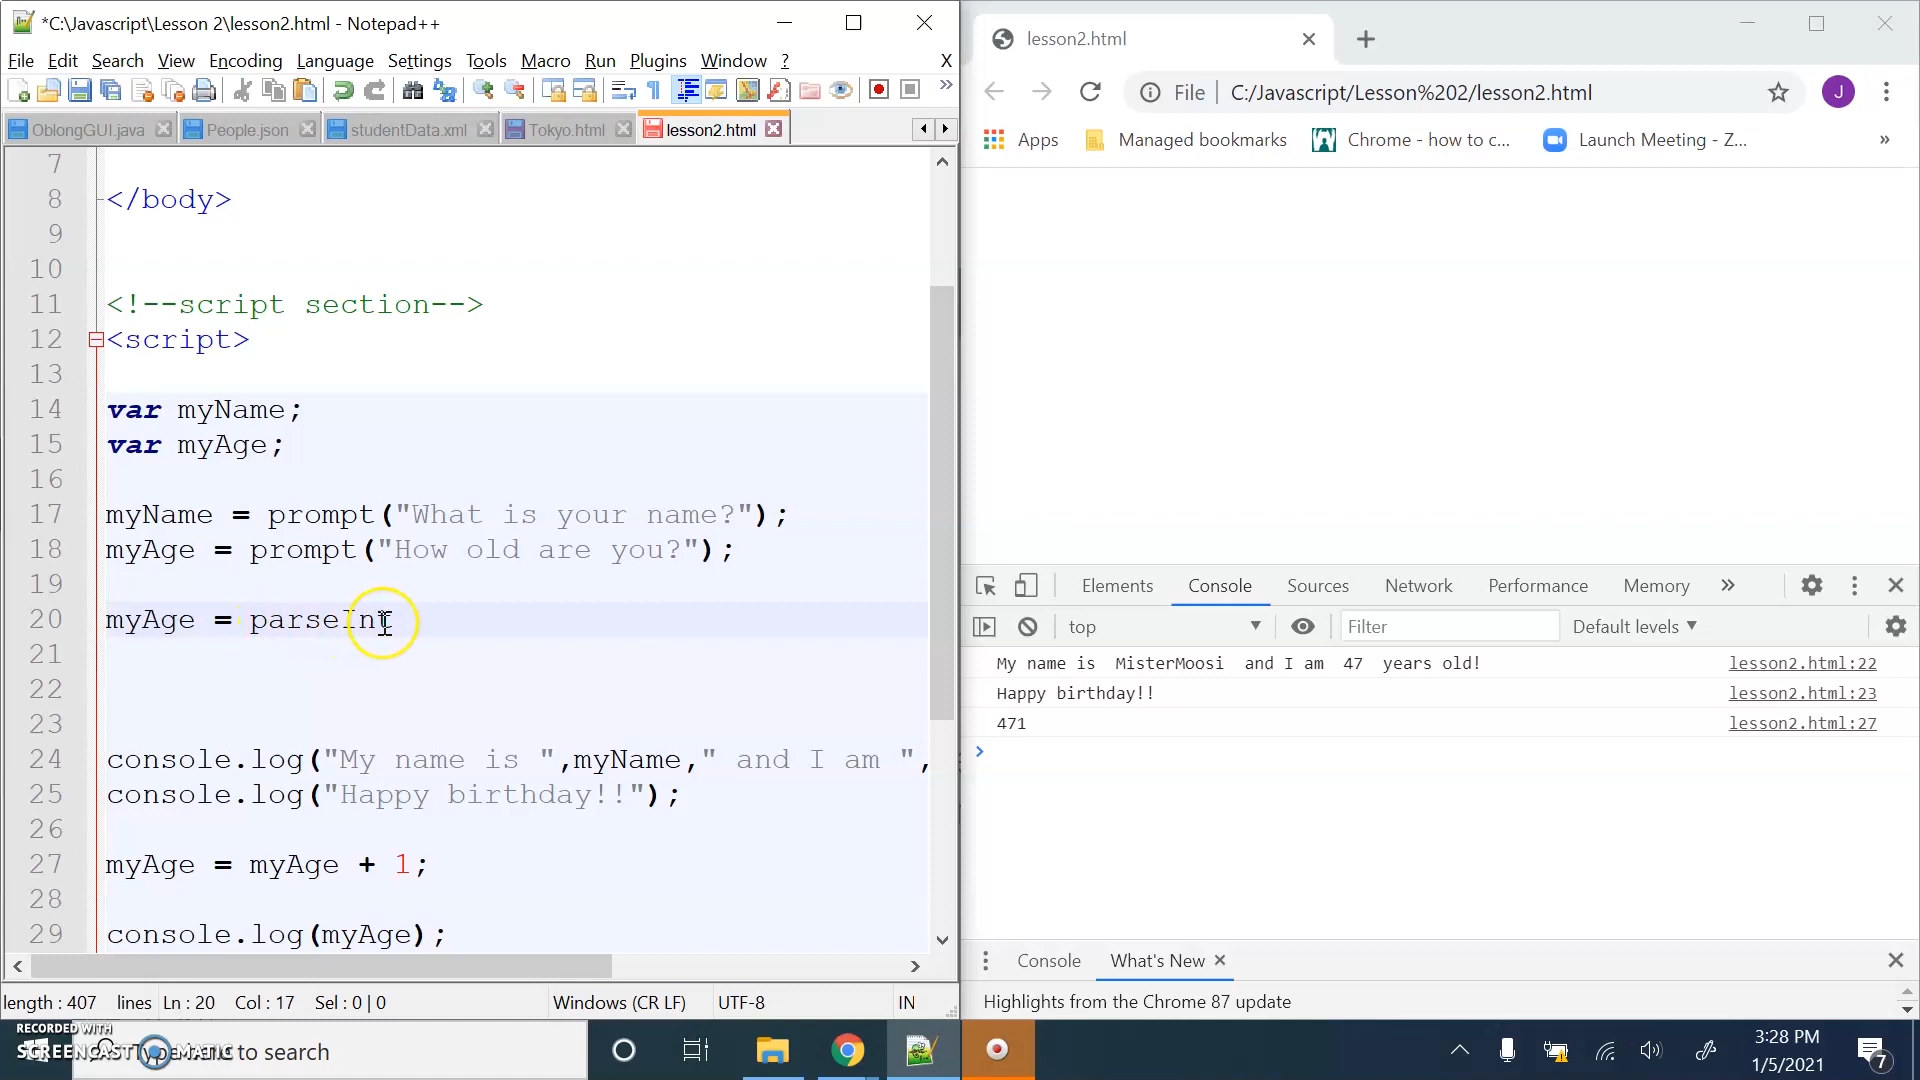 *C:\Javascript\Lesson 2\lesson2.html - Notepad++
File Edit Search View Encoding Language Settings Tools Macro Run Plugins Window ? X
OblongGUI.java People.json studentData.xml Tokyo.html lesson2.html
7
8 </body>
9
10
11 <!--script section-->
12 <script>
13
14 var myName;
15 var myAge;
16
17 myName = prompt("What is your name?");
18 myAge = prompt("How old are you?");
19
20 myAge = parseInt
21
22
23
24 console.log("My name is ",myName," and I am ",
25 console.log("Happy birthday!!");
26
27 myAge = myAge + 1;
28
29 console.log(myAge);
length : 407 lines Ln : 20 Col : 17 Sel : 0 | 0 Windows (CR LF) UTF-8 IN
lesson2.html
File | C:/Javascript/Lesson%202/lesson2.html J
Apps Managed bookmarks Chrome - how to c... Launch Meeting - Z... »
Elements Console Sources Network Performance Memory »
top Filter Default levels
My name is MisterMoosi and I am 47 years old! lesson2.html:22
Happy birthday!! lesson2.html:23
471 lesson2.html:27
Console What's New
Highlights from the Chrome 87 update
RECORDED WITH
SCREENCAST MATIC
Type here to search
3:28 PM
1/5/2021
7